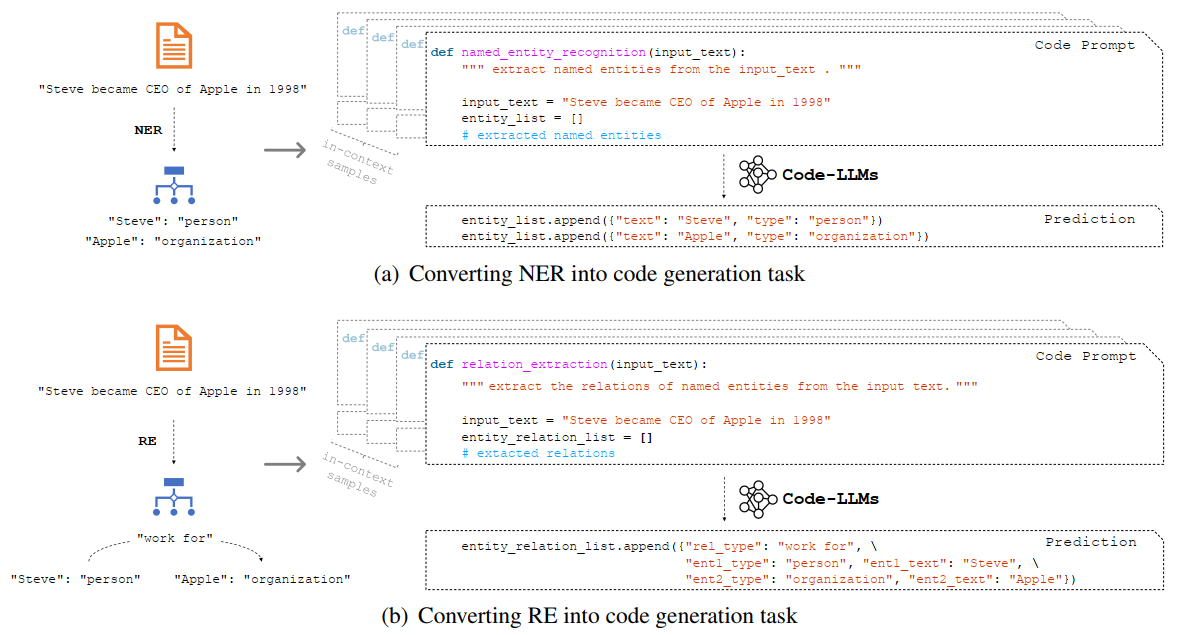 "Steve became CEO of Apple in 1998"
NER
"Steve": "person"
"Apple": "organization"
in-context
samples
def
def
def
Code Prompt
def named_entity_recognition(input_text):
""" extract named entities from the input_text . """
input_text = "Steve became CEO of Apple in 1998"
entity_list = []
# extracted named entities
Code-LLMs
Prediction
entity_list.append({"text": "Steve", "type": "person"})
entity_list.append({"text": "Apple", "type": "organization"})
(a) Converting NER into code generation task
"Steve became CEO of Apple in 1998"
RE
"work for"
"Steve": "person" "Apple": "organization"
in-context
samples
def
def
def
Code Prompt
def relation_extraction(input_text):
""" extract the relations of named entities from the input text. """
input_text = "Steve became CEO of Apple in 1998"
entity_relation_list = []
# extacted relations
Code-LLMs
Prediction
entity_relation_list.append({"rel_type": "work for", \
"ent1_type": "person", "ent1_text": "Steve", \
"ent2_type": "organization", "ent2_text": "Apple"})
(b) Converting RE into code generation task